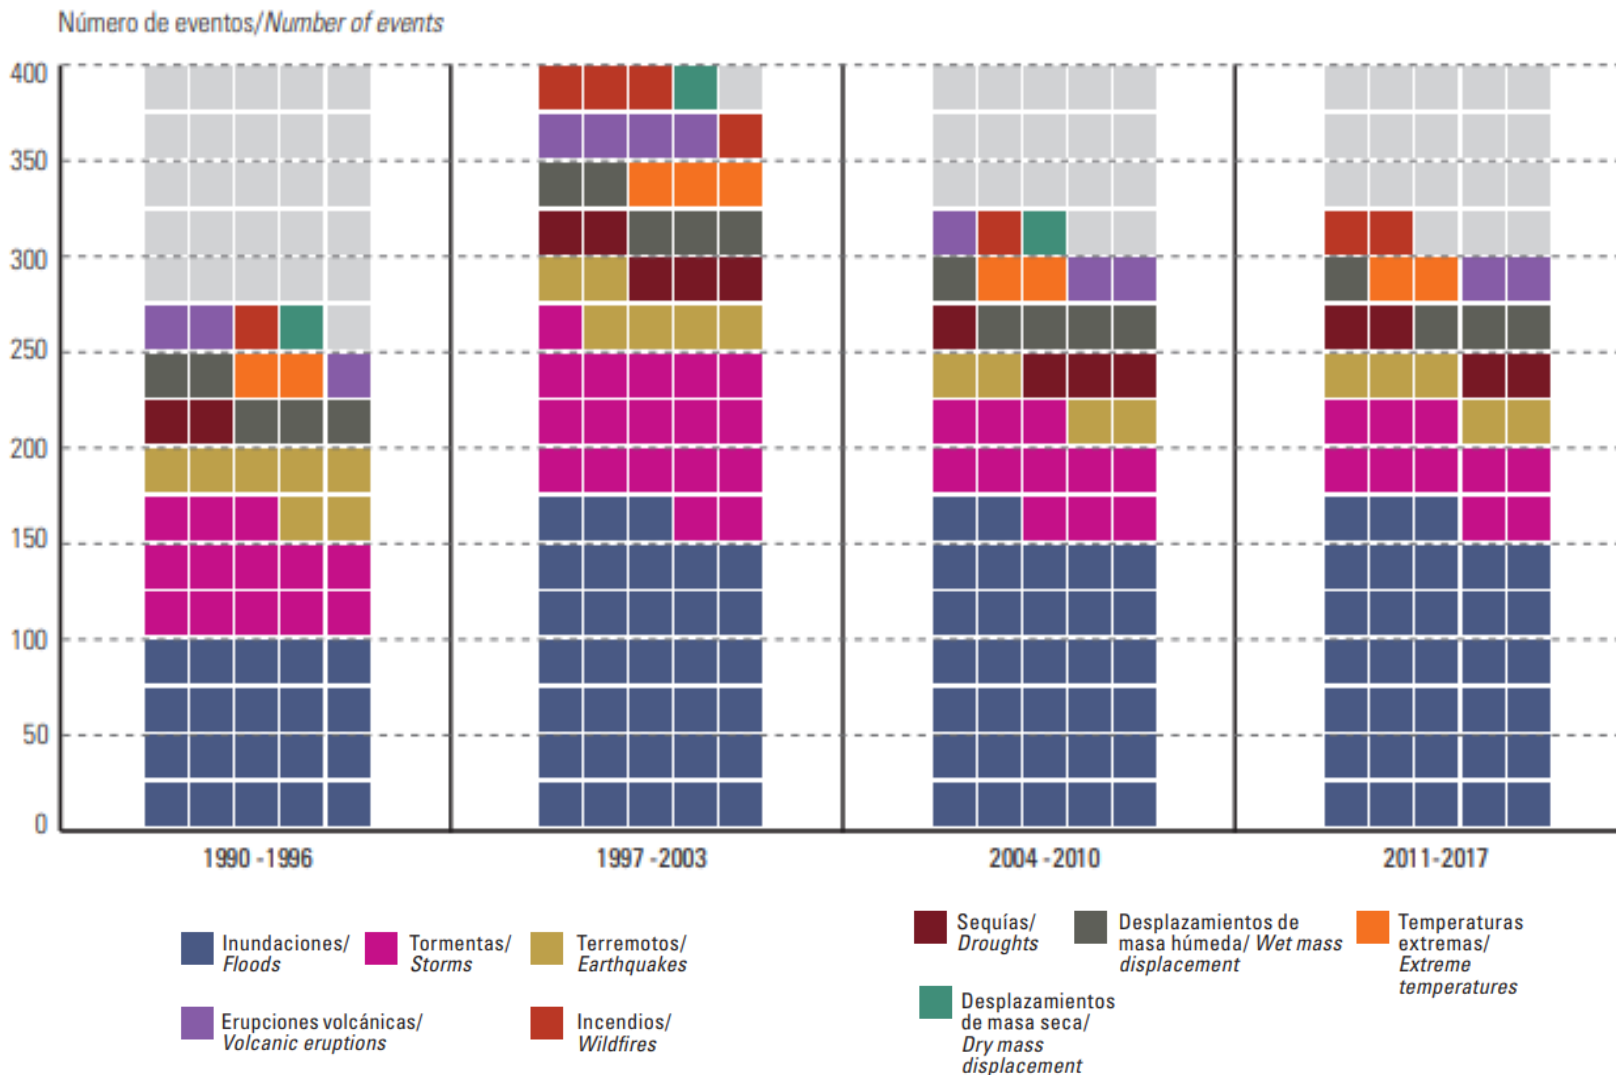 Número de eventos/Number of events
400
350
300
250
200
150
100
50
0
1990 -1996
1997 -2003
2004 -2010
2011-2017
Inundaciones/
Floods
Tormentas/
Storms
Terremotos/
Earthquakes
Erupciones volcánicas/
Volcanic eruptions
Incendios/
Wildfires
Sequías/
Droughts
Desplazamientos de
masa húmeda/ Wet mass
displacement
Temperaturas
extremas/
Extreme
temperatures
Desplazamientos
de masa seca/
Dry mass
displacement